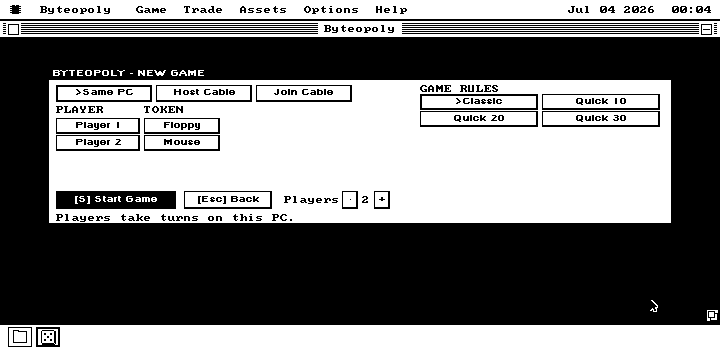 Byteopoly Game Trade Assets Options Help Jul 04 2026 00:04
Byteopoly
BYTEOPOLY - NEW GAME
>Same PC Host Cable Join Cable
GAME RULES
>Classic Quick 10
Quick 20 Quick 30
PLAYER TOKEN
Player 1 Floppy
Player 2 Mouse
[S] Start Game [Esc] Back Players - 2 +
Players take turns on this PC.